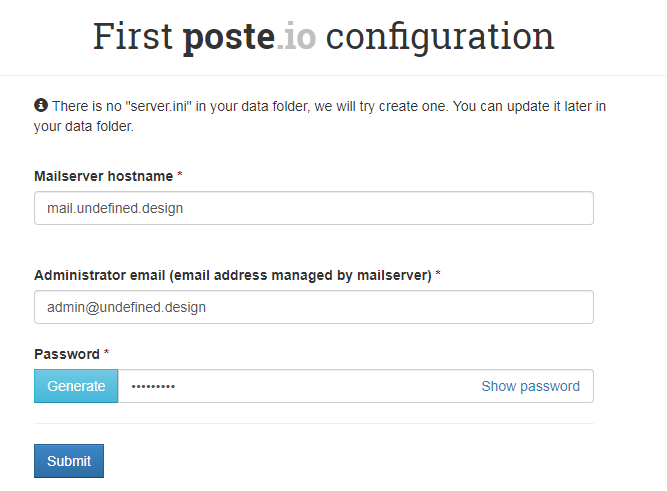 First poste.io configuration
There is no "server.ini" in your data folder, we will try create one. You can update it later in
your data folder.
Mailserver hostname *
mail.undefined.design
Administrator email (email address managed by mailserver) *
admin@undefined.design
Password *
Generate ••••••••• Show password
Submit